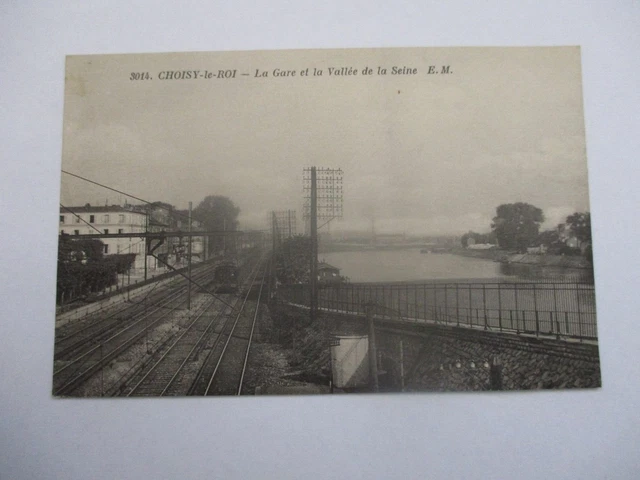 3014. CHOISY-le-ROI — La Gare et la Vallée de la Seine E. M.